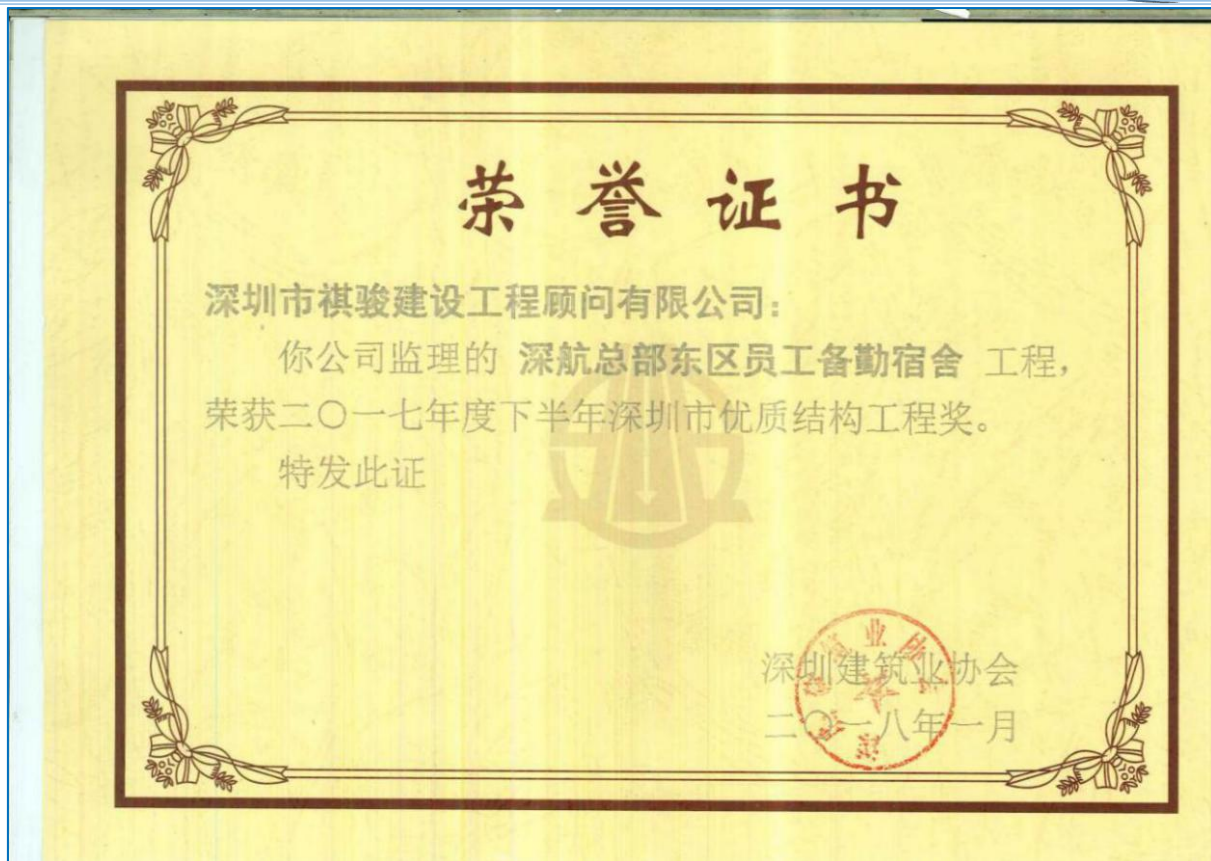 荣誉证书
深圳市祺骏建设工程顾问有限公司：
你公司监理的 深航总部东区员工备勤宿舍 工程，
荣获二〇一七年度下半年深圳市优质结构工程奖。
特发此证
深圳建筑业协会
二〇一八年一月